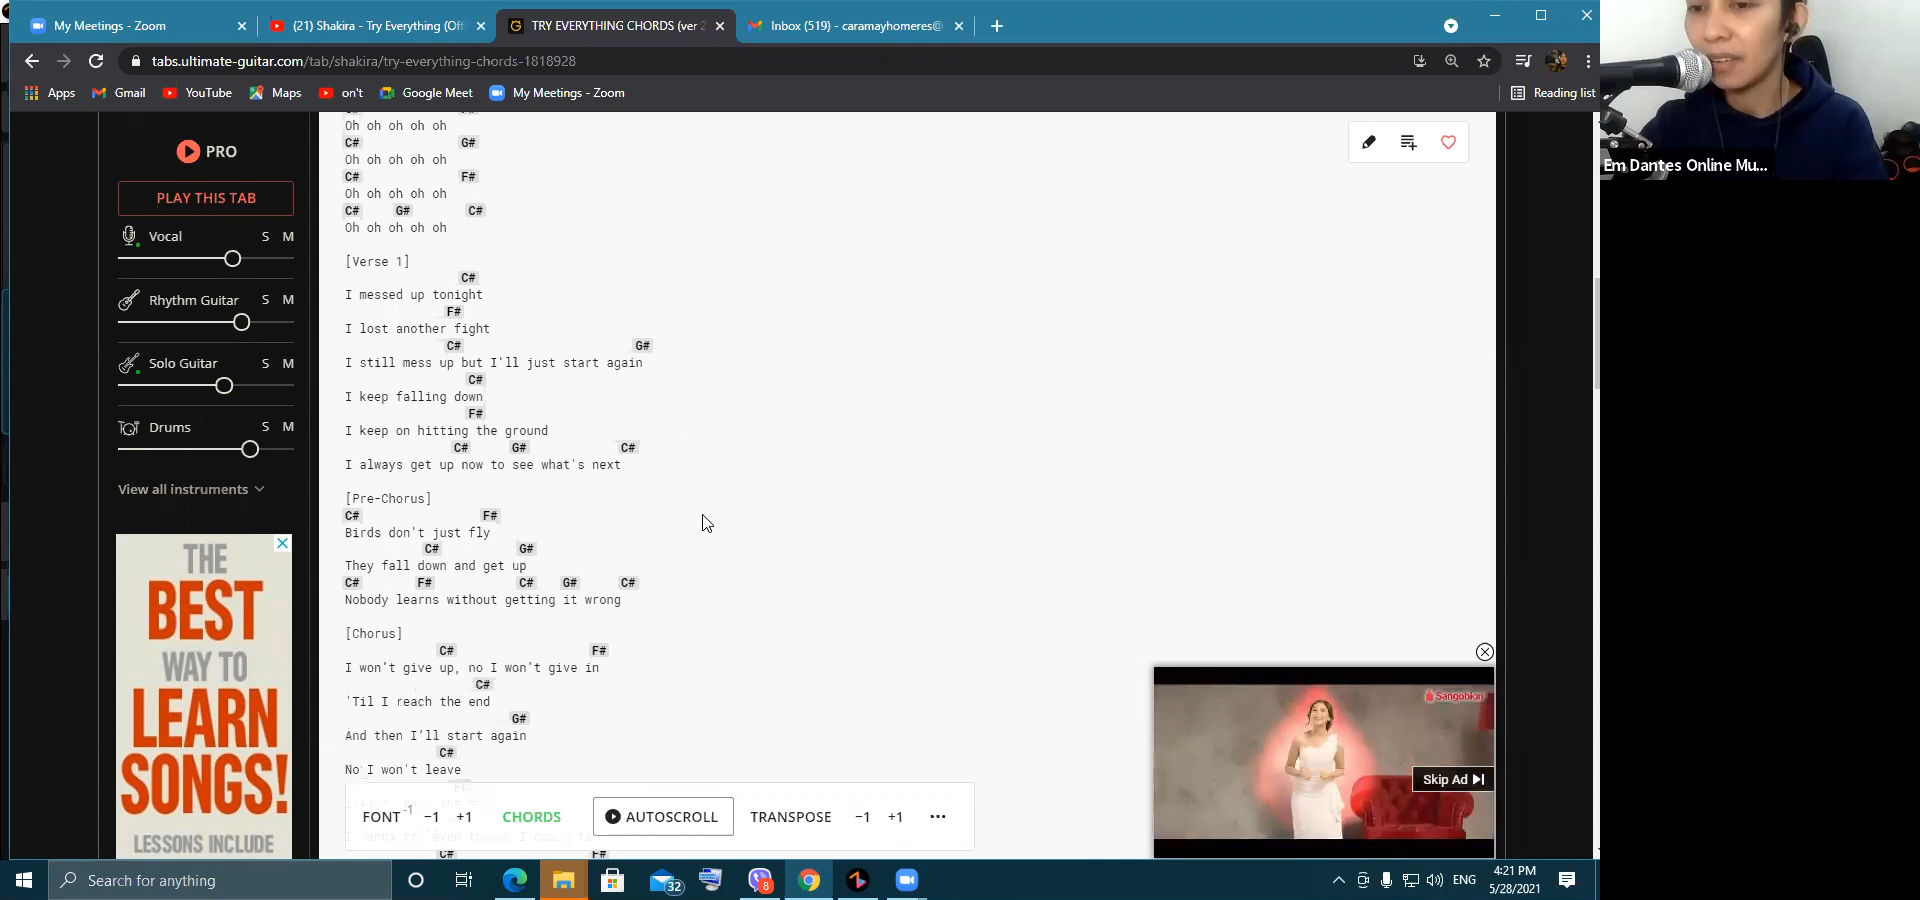 My Meetings - Zoom
(21) Shakira - Try Everything (Offi
TRY EVERYTHING CHORDS (ver 2
Inbox (519) - caramayhomeres@
tabs.ultimate-guitar.com/tab/shakira/try-everything-chords-1818928
Apps
Gmail
YouTube
Maps
on't
Google Meet
My Meetings - Zoom
Reading list
Em Dantes Online Mu...
PRO
PLAY THIS TAB
Vocal S M
Rhythm Guitar S M
Solo Guitar S M
Drums S M
View all instruments
THE
BEST
WAY TO
LEARN
SONGS!
LESSONS INCLUDE
Oh oh oh oh oh
C# G#
Oh oh oh oh oh
C# F#
Oh oh oh oh oh
C# G# C#
Oh oh oh oh oh
[Verse 1]
C#
I messed up tonight
F#
I lost another fight
C# G#
I still mess up but I'll just start again
C#
I keep falling down
F#
I keep on hitting the ground
C# G# C#
I always get up now to see what's next
[Pre-Chorus]
C# F#
Birds don't just fly
C# G#
They fall down and get up
C# F# C# G# C#
Nobody learns without getting it wrong
[Chorus]
C# F#
I won't give up, no I won't give in
C#
'Til I reach the end
G#
And then I'll start again
C#
No I won't leave
FONT -1 −1 +1
CHORDS
AUTOSCROLL
TRANSPOSE −1 +1
C# F#
Sangobion
Skip Ad
Search for anything
32
8
ENG
4:21 PM
5/28/2021